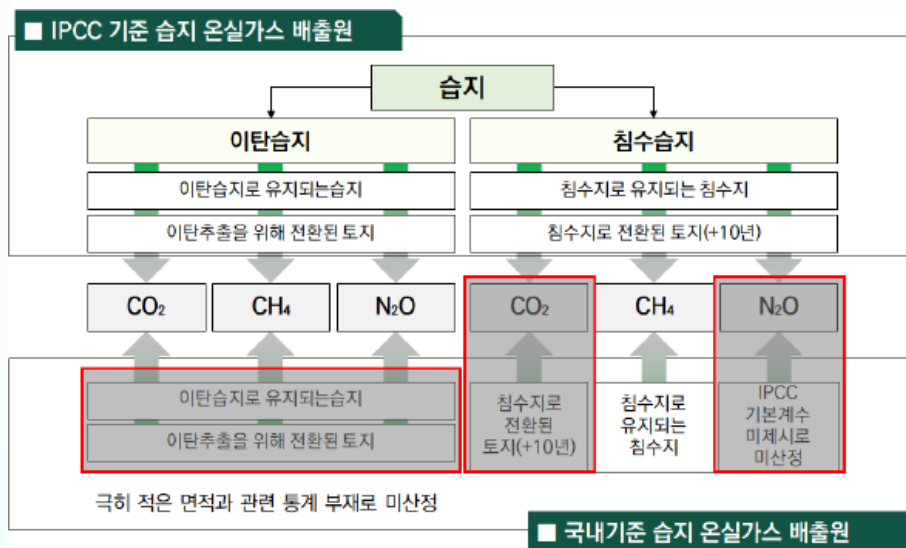 ■ IPCC 기준 습지 온실가스 배출원
습지
이탄습지
침수습지
이탄습지로 유지되는습지
침수지로 유지되는 침수지
이탄추출을 위해 전환된 토지
침수지로 전환된 토지(+10년)
CO₂
CH₄
N₂O
CO₂
CH₄
N₂O
이탄습지로 유지되는습지
이탄추출을 위해 전환된 토지
침수지로
전환된
토지(+10년)
침수지로
유지되는
침수지
IPCC
기본계수
미제시로
미산정
극히 적은 면적과 관련 통계 부재로 미산정
■ 국내기준 습지 온실가스 배출원